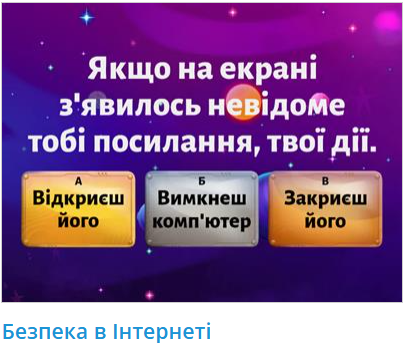 Якщо на екрані
з'явилось невідоме
тобі посилання, твої дії.
А
Відкриєш
його
Б
Вимкнеш
комп'ютер
В
Закриєш
його
Безпека в Інтернеті